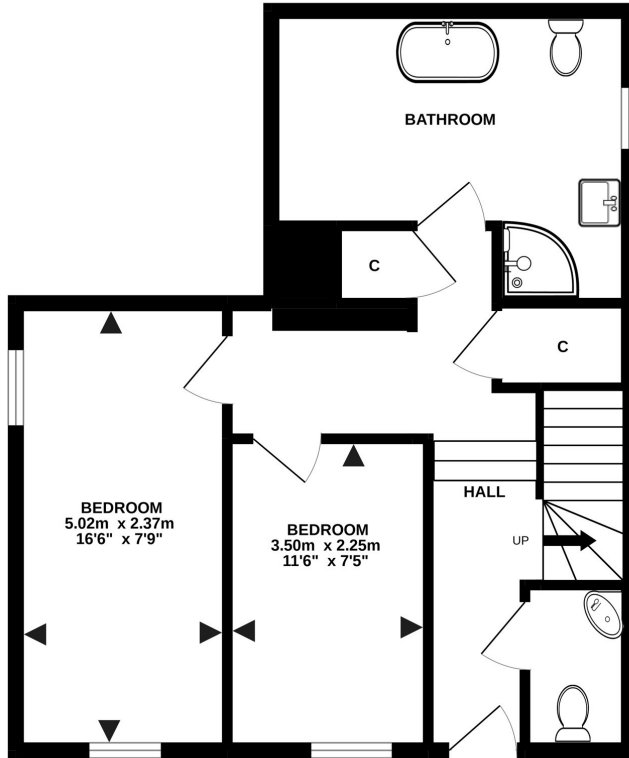 BATHROOM
C
C
BEDROOM
5.02m x 2.37m
16'6" x 7'9"
BEDROOM
3.50m x 2.25m
11'6" x 7'5"
HALL
UP